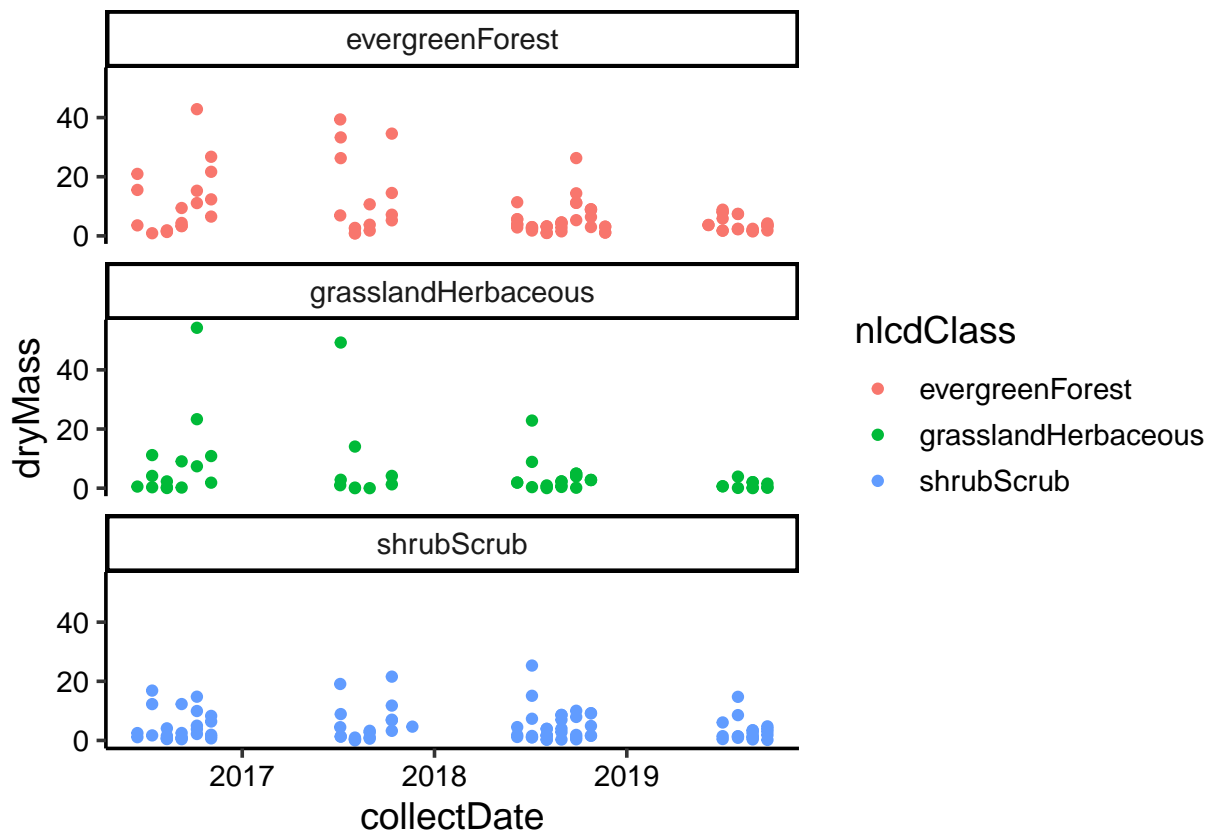 evergreenForest
40
20
0
grasslandHerbaceous
40
20
0
shrubScrub
40
20
0
2017 2018 2019
collectDate
dryMass
nlcdClass
evergreenForest
grasslandHerbaceous
shrubScrub